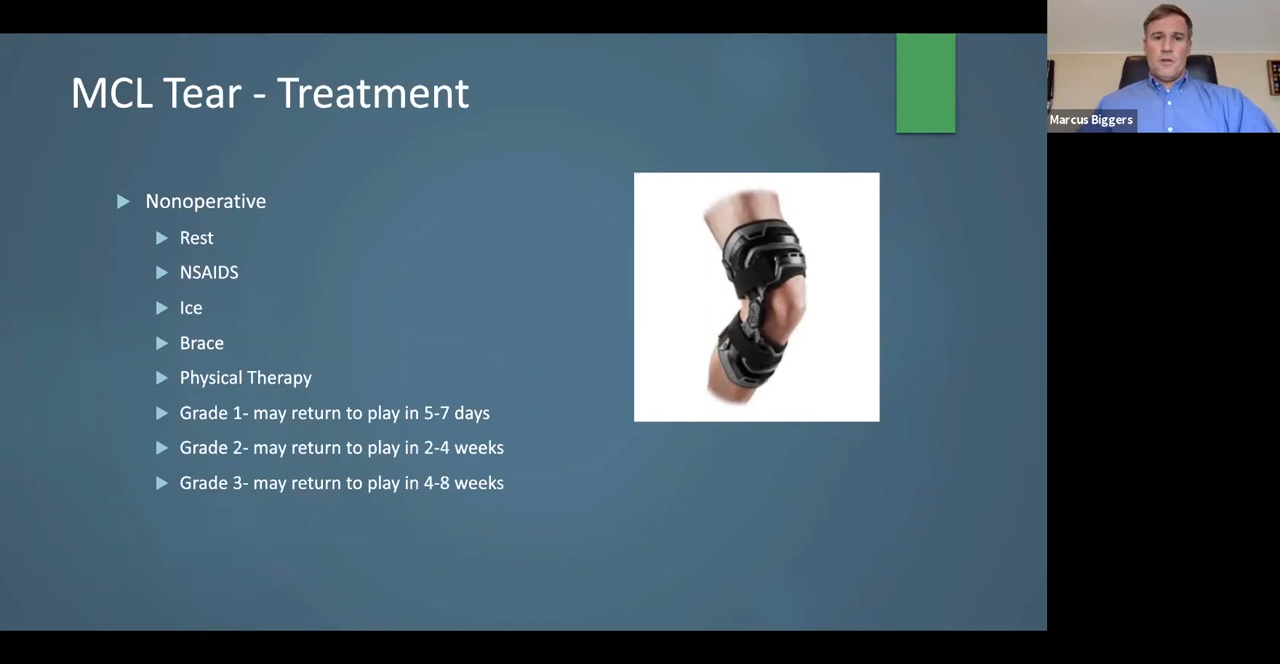 MCL Tear - Treatment
Nonoperative
Rest
NSAIDS
Ice
Brace
Physical Therapy
Grade 1- may return to play in 5-7 days
Grade 2- may return to play in 2-4 weeks
Grade 3- may return to play in 4-8 weeks
Marcus Biggers